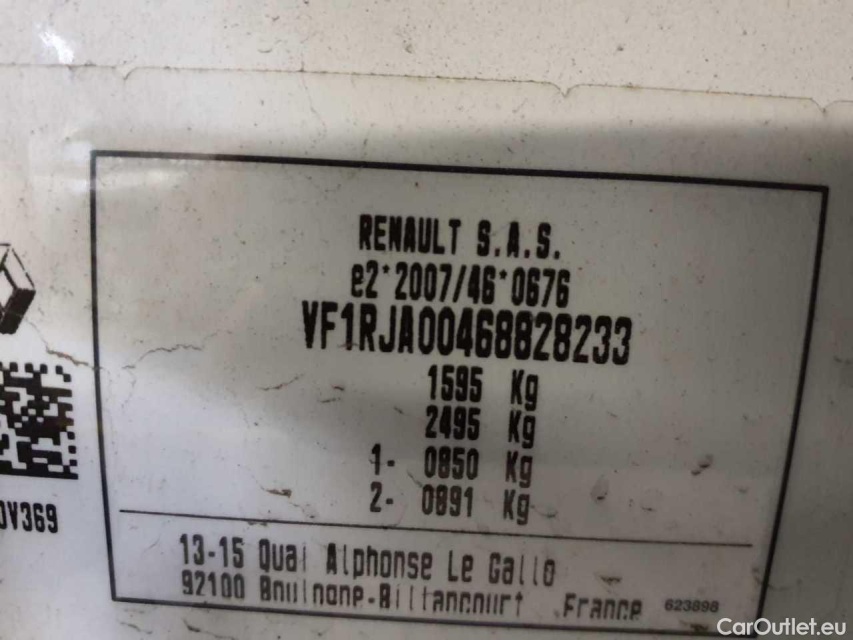 RENAULT S.A.S.
e2*2007/46*0676
VF1RJA00468828233
1595 Kg
2495 Kg
1- 0850 Kg
2- 0891 Kg
13-15 Quai Alphonse Le Gallo
92100 Boulogne-Billancourt France 623898
CarOutlet.eu